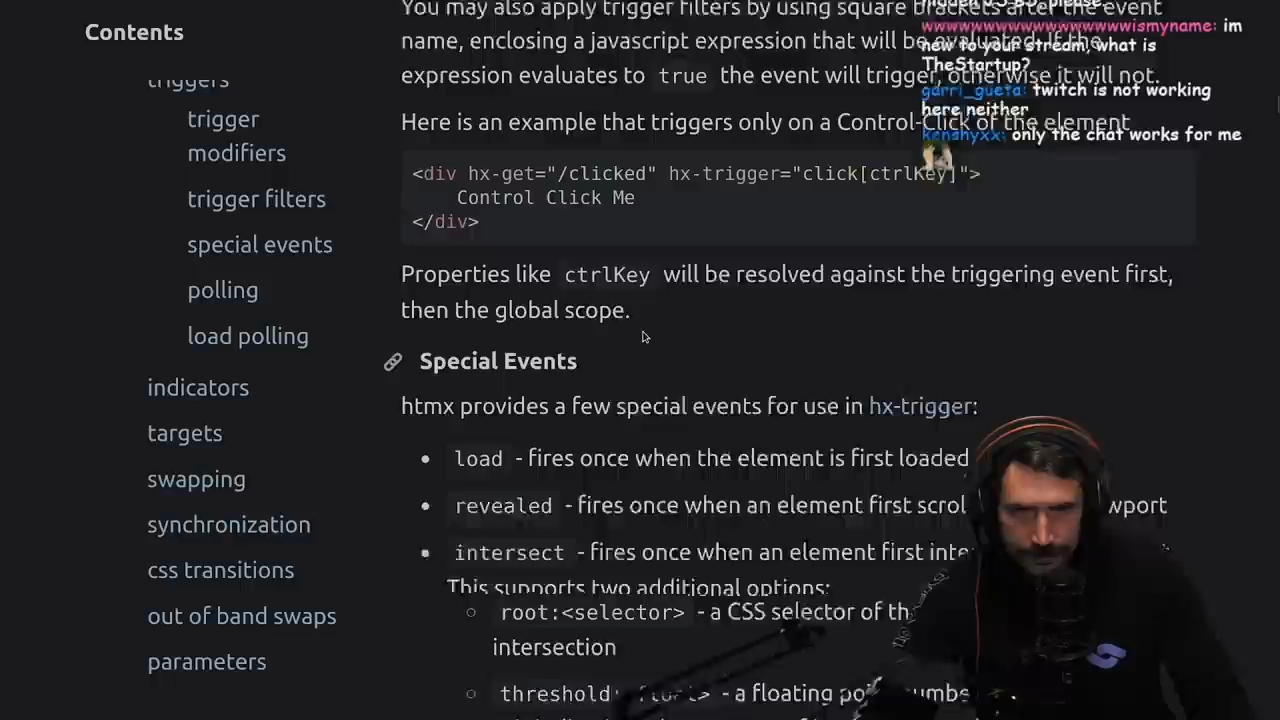 Contents
triggers
trigger
modifiers
trigger filters
special events
polling
load polling
indicators
targets
swapping
synchronization
css transitions
out of band swaps
parameters
You may also apply trigger filters by using square brackets after the event
name, enclosing a javascript expression that will be evaluated. If the
expression evaluates to true the event will trigger, otherwise it will not.
Here is an example that triggers only on a Control-Click of the element
<div hx-get="/clicked" hx-trigger="click[ctrlKey]">
Control Click Me
</div>
Properties like ctrlKey will be resolved against the triggering event first,
then the global scope.
Special Events
htmx provides a few special events for use in hx-trigger:
load - fires once when the element is first loaded
revealed - fires once when an element first scrol wport
intersect - fires once when an element first inte
This supports two additional options:
root:<selector> - a CSS selector of th
intersection
threshold: float> - a floating po numbe
please.
wwwwwwwwwwwwwwwwismyname: im
new to your stream, what is
TheStartup?
garri_gueta: twitch is not working
here neither
kenshyxx: only the chat works for me